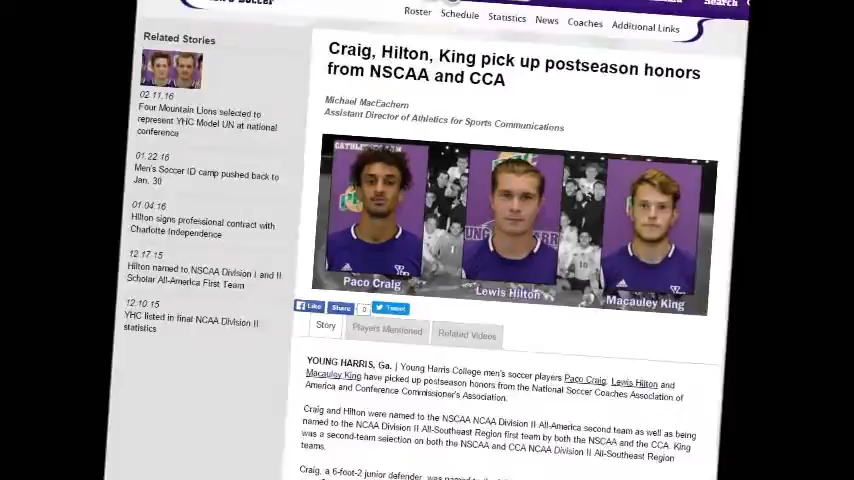 Search
Roster Schedule Statistics News Coaches Additional Links
Related Stories
02.11.16
Four Mountain Lions selected to
represent YHC Model UN at national
conference
01.22.16
Men's Soccer ID camp pushed back to
Jan. 30
01.04.16
Hilton signs professional contract with
Charlotte Independence
12.17.15
Hilton named to NSCAA Division I and II
Scholar All-America First Team
12.10.15
YHC listed in final NCAA Division II
statistics
Craig, Hilton, King pick up postseason honors
from NSCAA and CCA
Michael MacEachern
Assistant Director of Athletics for Sports Communications
Paco Craig
Lewis Hilton
Macauley King
Like Share 0 Tweet
Story Players Mentioned Related Videos
YOUNG HARRIS, Ga. | Young Harris College men's soccer players Paco Craig, Lewis Hilton and
Macauley King have picked up postseason honors from the National Soccer Coaches Association of
America and Conference Commissioner's Association.
Craig and Hilton were named to the NSCAA NCAA Division II All-America second team as well as being
named to the NCAA Division II All-Southeast Region first team by both the NSCAA and the CCA. King
was a second-team selection on both the NSCAA and CCA NCAA Division II All-Southeast Region
teams.
Craig, a 6-foot-2 junior defender, was named to the